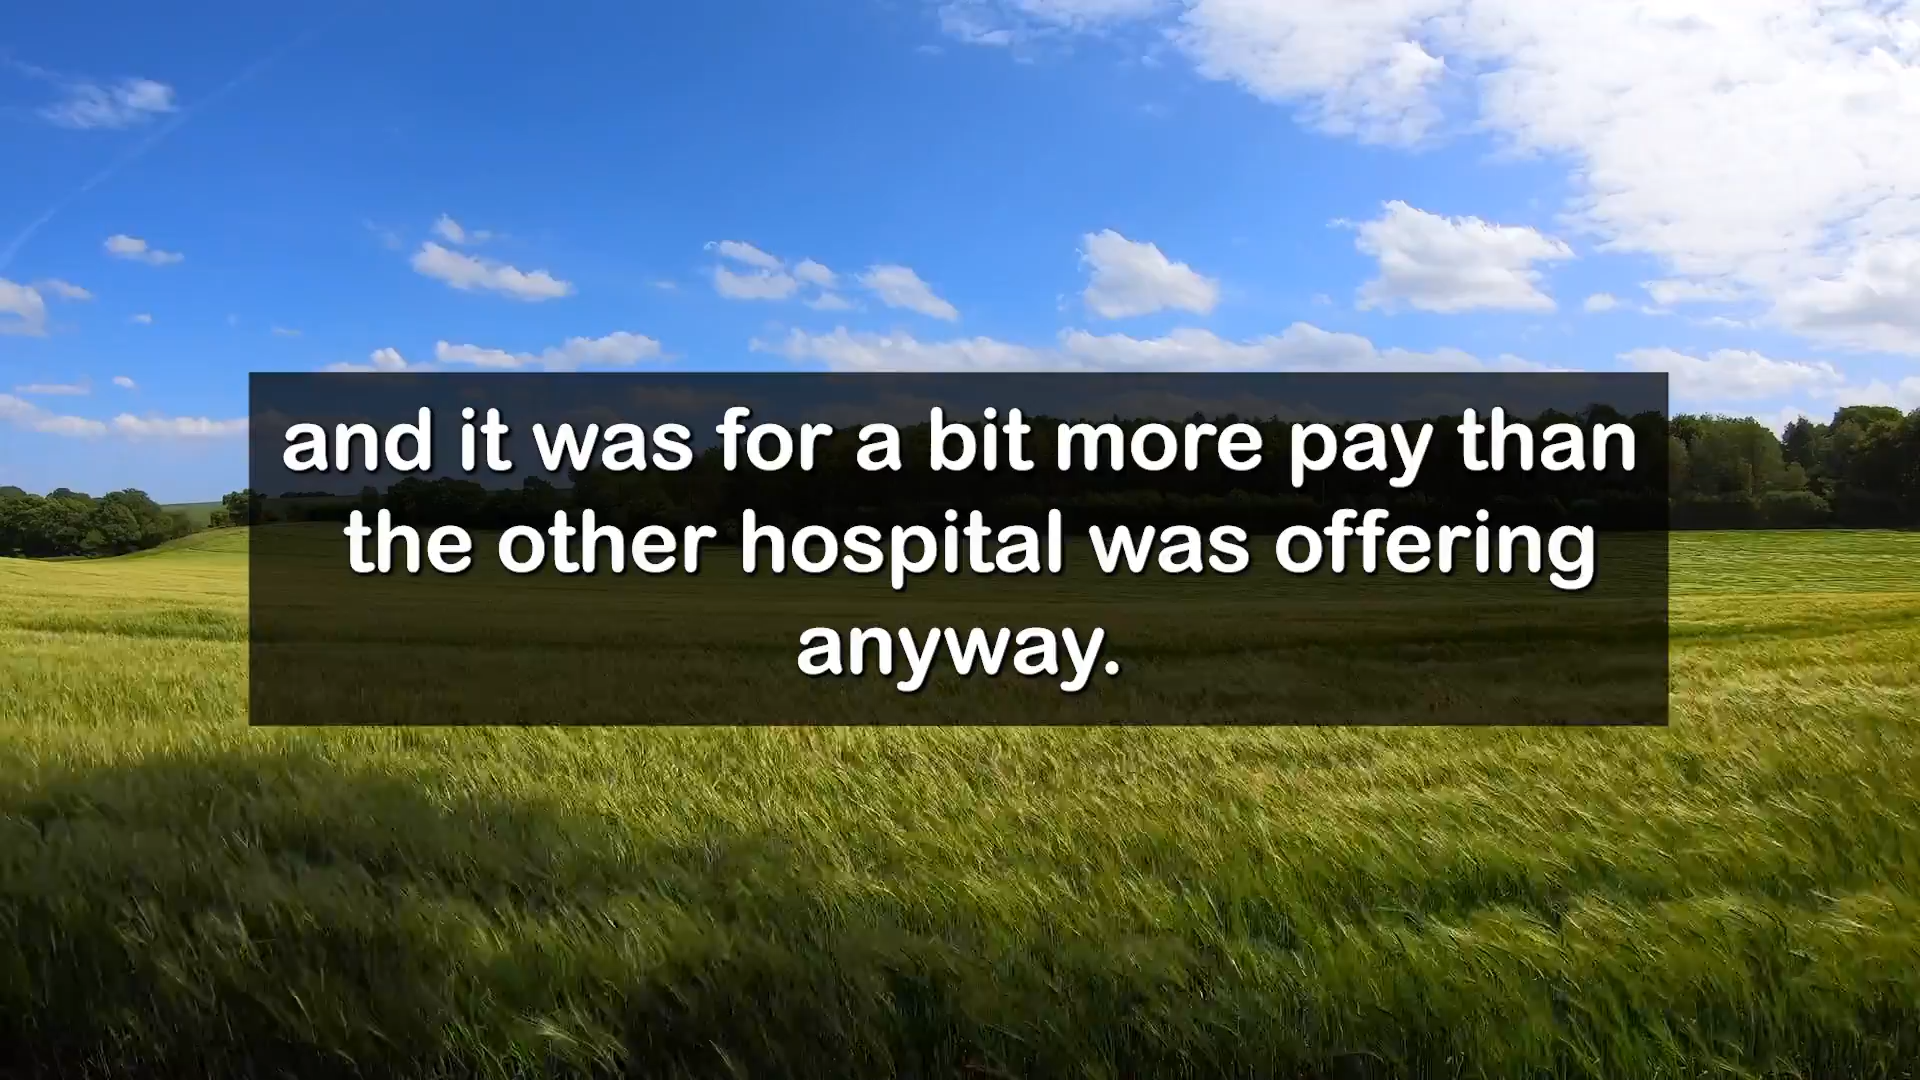 and it was for a bit more pay than
the other hospital was offering
anyway.